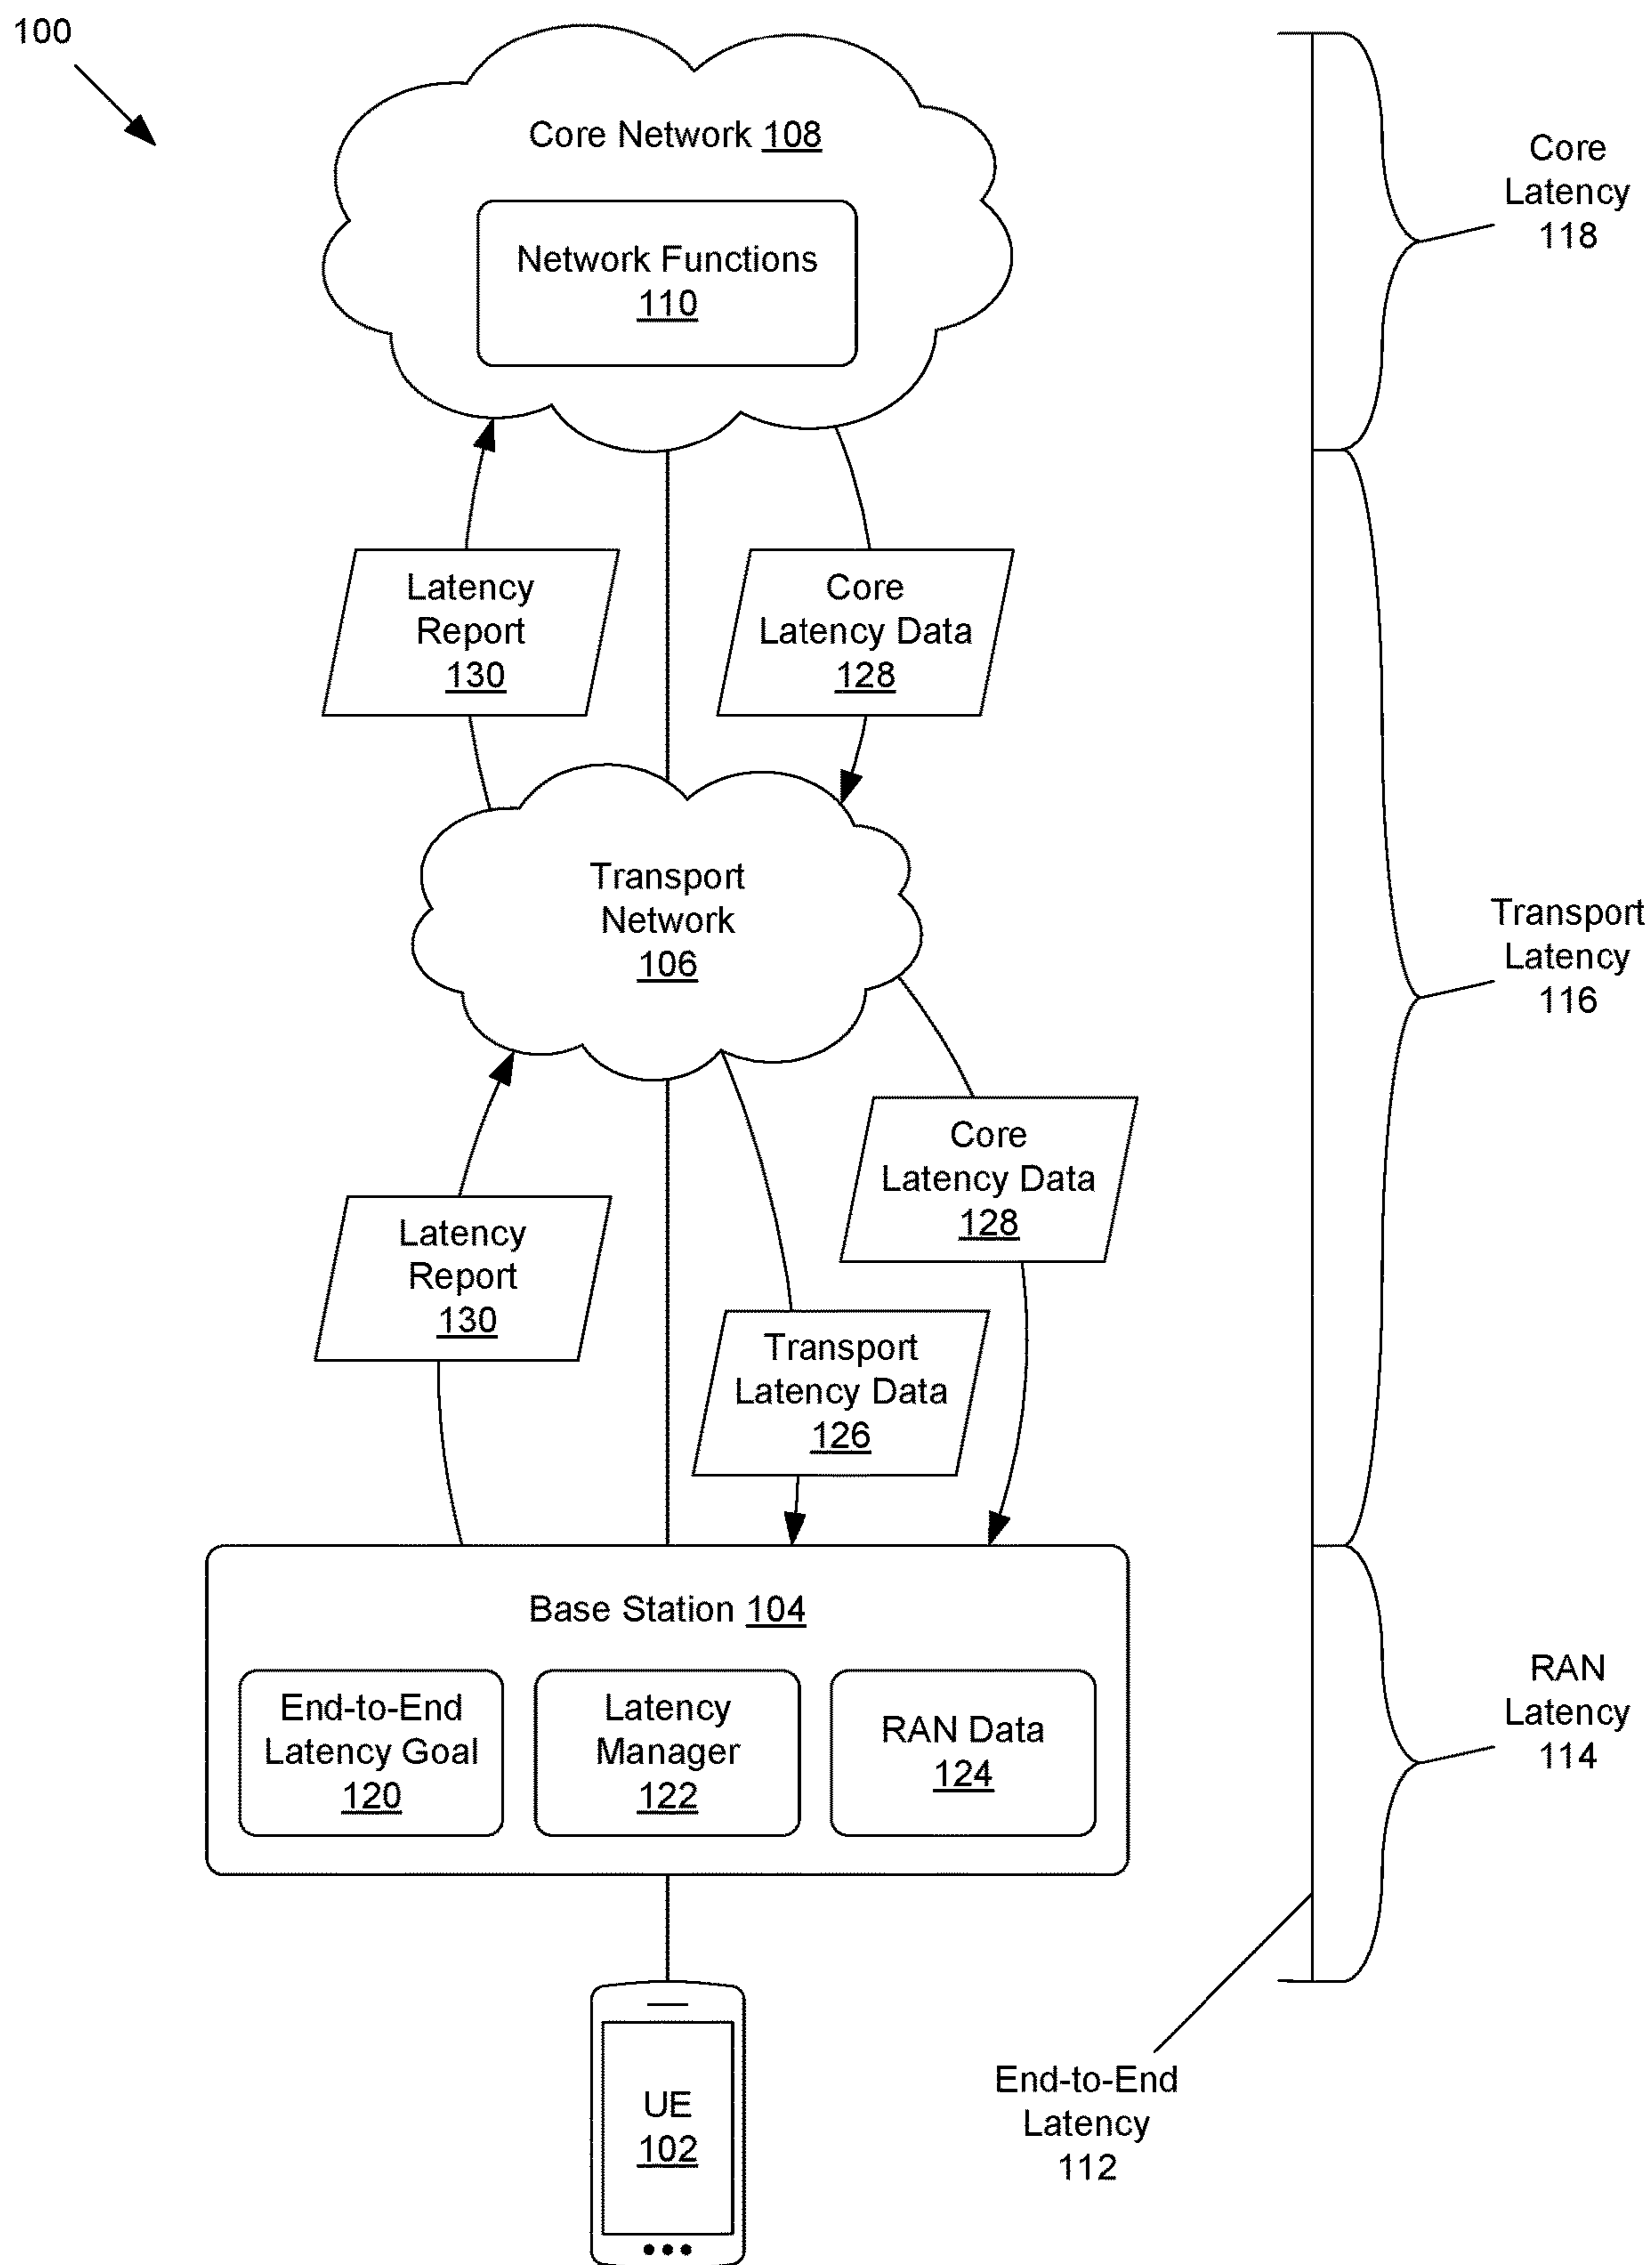 100
Core Network 108
Network Functions
110
Core
Latency
118
Latency
Report
130
Core
Latency Data
128
Transport
Network
106
Transport
Latency
116
Core
Latency Data
128
Latency
Report
130
Transport
Latency Data
126
Base Station 104
End-to-End
Latency Goal
120
Latency
Manager
122
RAN Data
124
RAN
Latency
114
UE
102
End-to-End
Latency
112